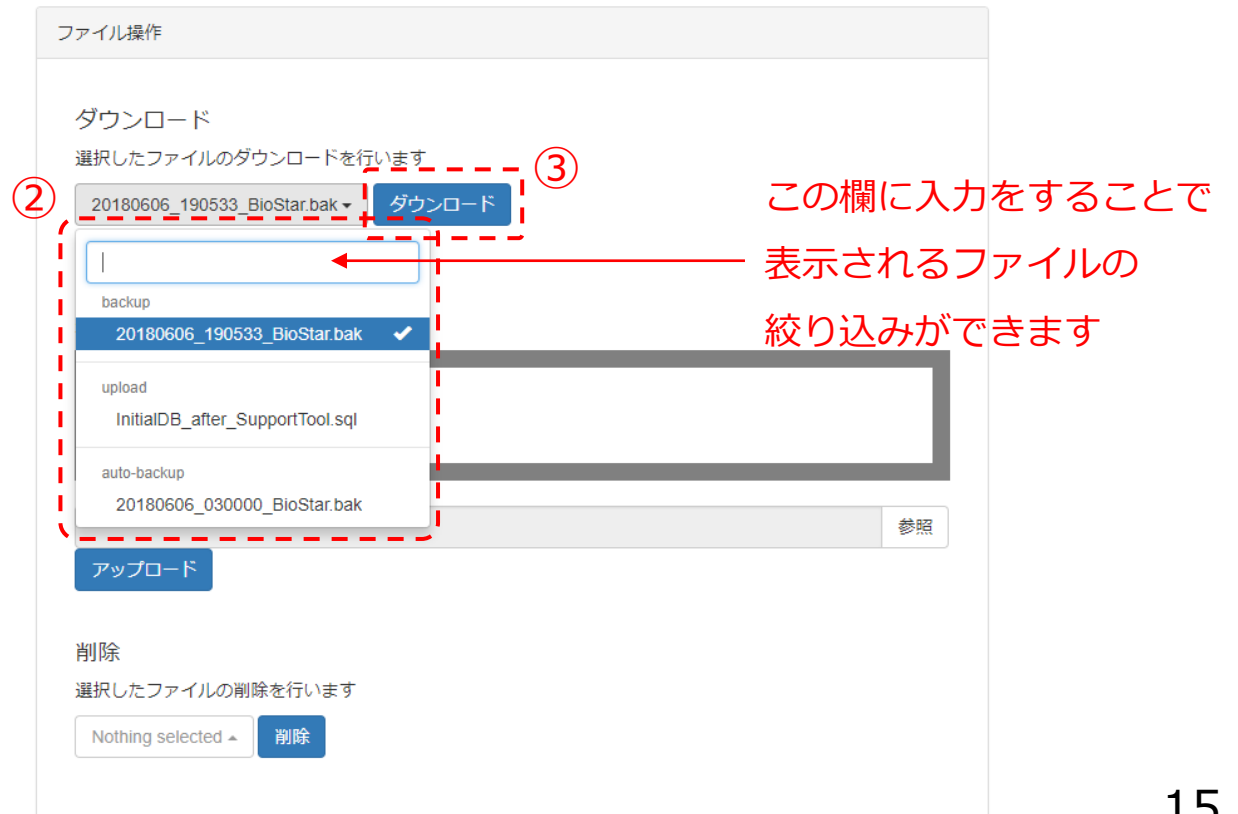 ファイル操作
ダウンロード
選択したファイルのダウンロードを行います
③
②
20180606_190533_BioStar.bak
ダウンロード
この欄に入力をすることで
表示されるファイルの
絞り込みができます
backup
20180606_190533_BioStar.bak
upload
InitialDB_after_SupportTool.sql
auto-backup
20180606_030000_BioStar.bak
参照
アップロード
削除
選択したファイルの削除を行います
Nothing selected
削除
15